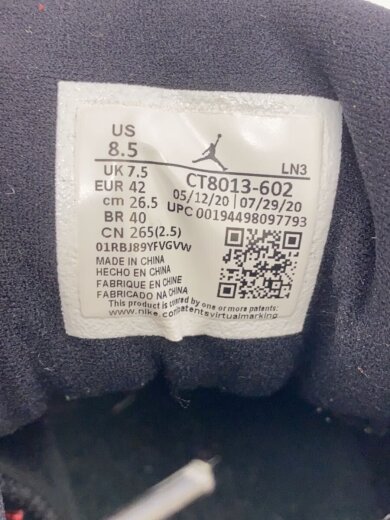 US
8.5
LN3
UK 7.5
CT8013-602
EUR 42
05/12/20 | 07/29/20
cm 26.5
UPC 00194498097793
BR 40
CN 265(2.5)
01RBJ89YFVGVW
MADE IN CHINA
HECHO EN CHINA
FABRIQUE EN CHINE
FABRICADO NA CHINA
This product is covered by one or more patents:
www.nike.com/patentsvirtualmarking